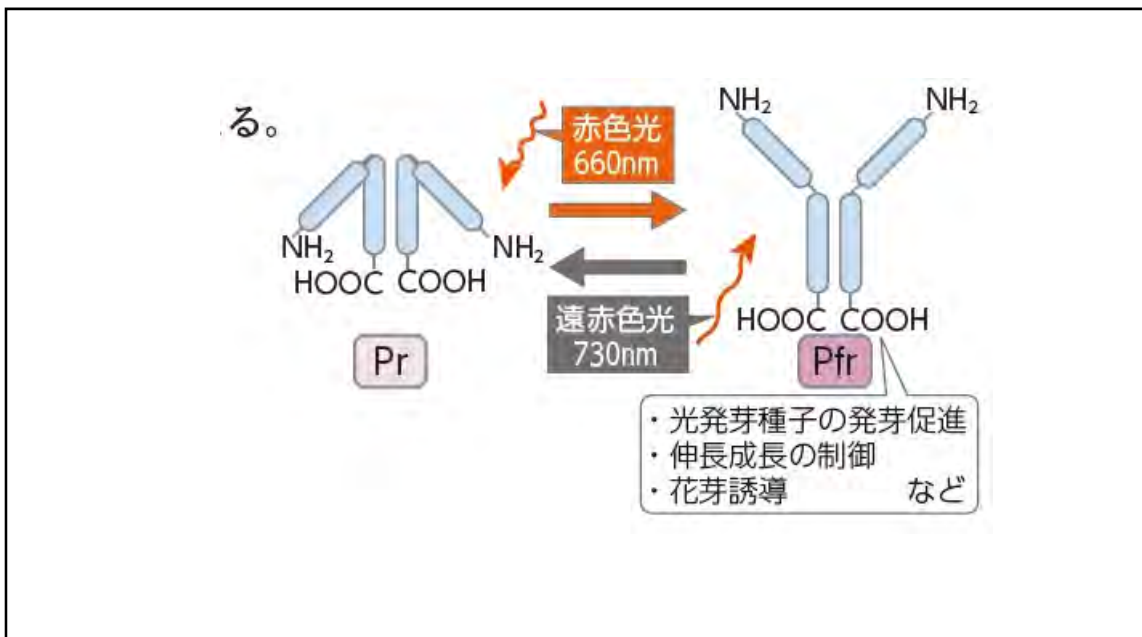 る。
赤色光
660nm
NH₂ NH₂
NH₂ NH₂
HOOC COOH
遠赤色光
730nm
HOOC COOH
Pr
Pfr
・光発芽種子の発芽促進
・伸長成長の制御
・花芽誘導 など